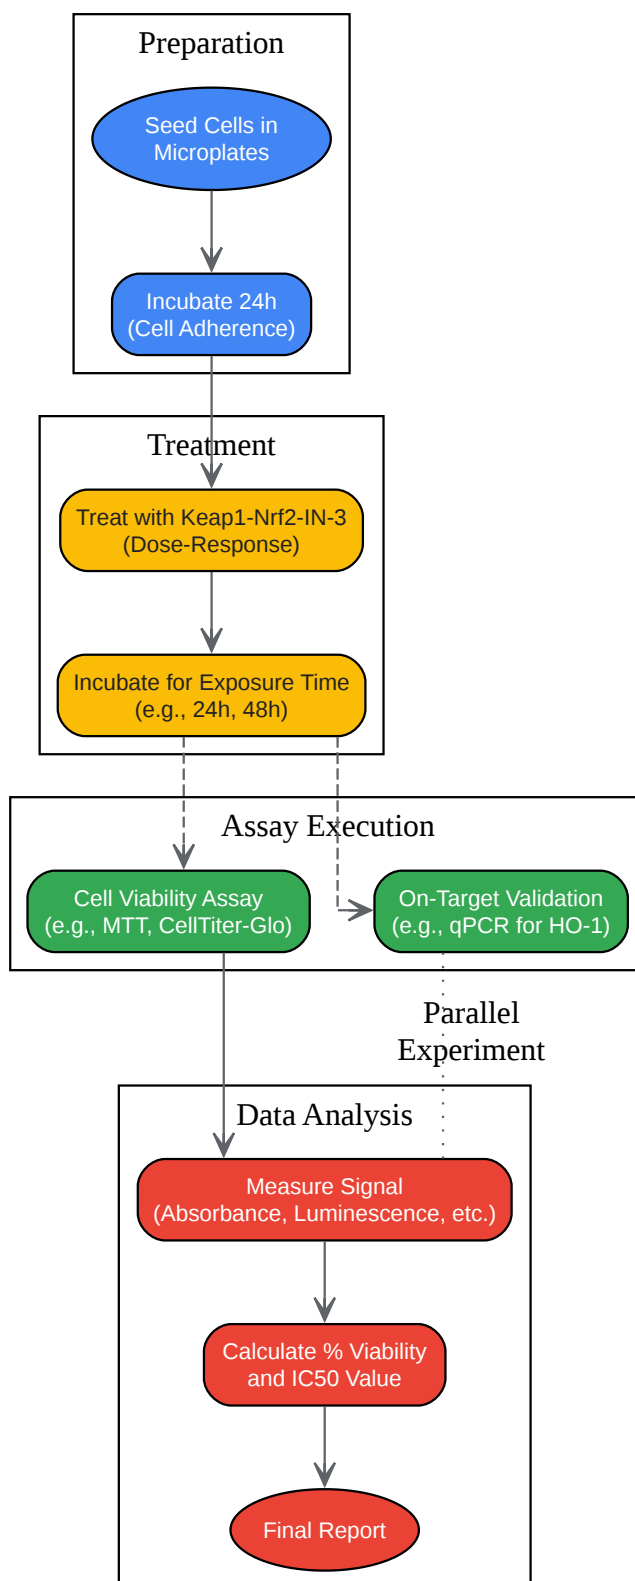 Preparation
Seed Cells in
Microplates
Incubate 24h
(Cell Adherence)
Treatment
Treat with Keap1-Nrf2-IN-3
(Dose-Response)
Incubate for Exposure Time
(e.g., 24h, 48h)
Assay Execution
Cell Viability Assay
(e.g., MTT, CellTiter-Glo)
On-Target Validation
(e.g., qPCR for HO-1)
Parallel
Experiment
Data Analysis
Measure Signal
(Absorbance, Luminescence, etc.)
Calculate % Viability
and IC50 Value
Final Report